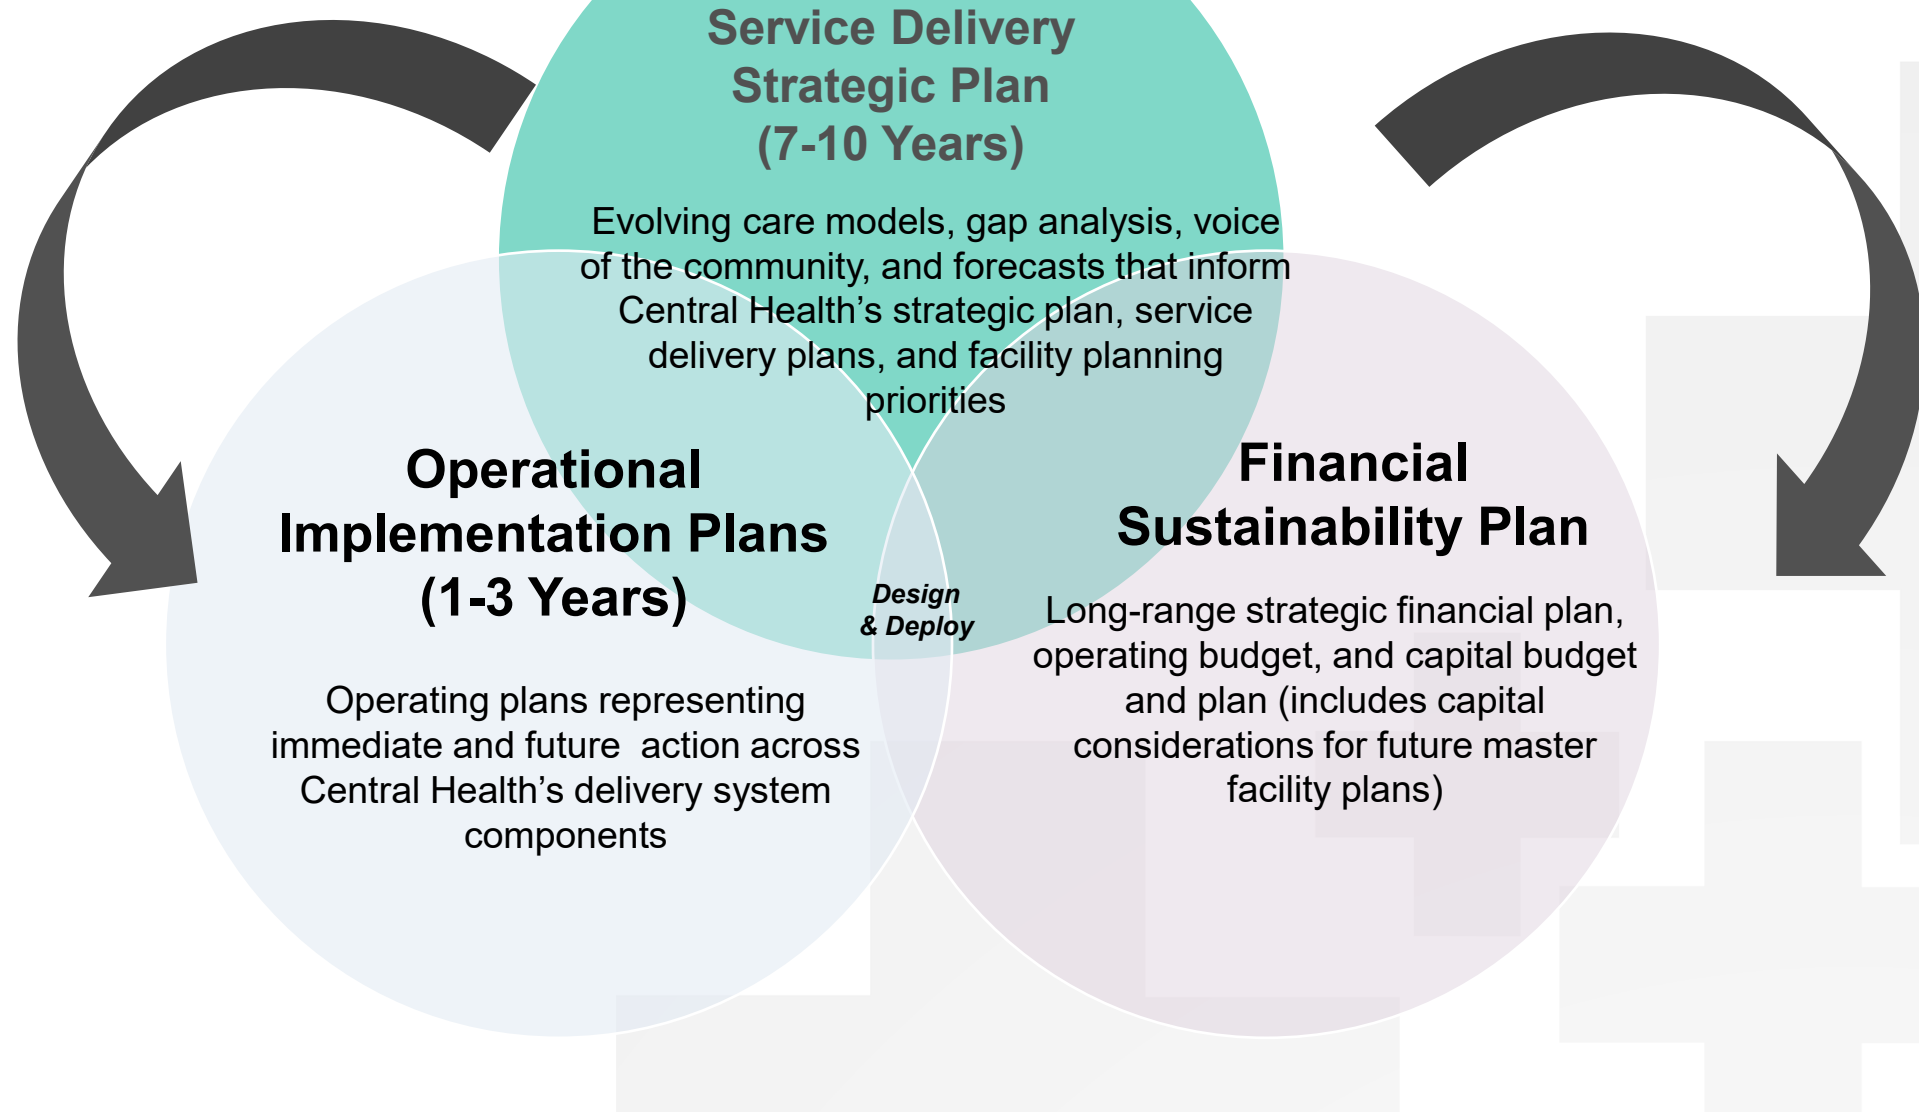 Service Delivery
Strategic Plan
(7-10 Years)
Evolving care models, gap analysis, voice
of the community, and forecasts that inform
Central Health’s strategic plan, service
delivery plans, and facility planning
priorities
Operational
Implementation Plans
(1-3 Years)
Operating plans representing
immediate and future  action across
Central Health’s delivery system
components
Design
& Deploy
Financial
Sustainability Plan
Long-range strategic financial plan,
operating budget, and capital budget
and plan (includes capital
considerations for future master
facility plans)